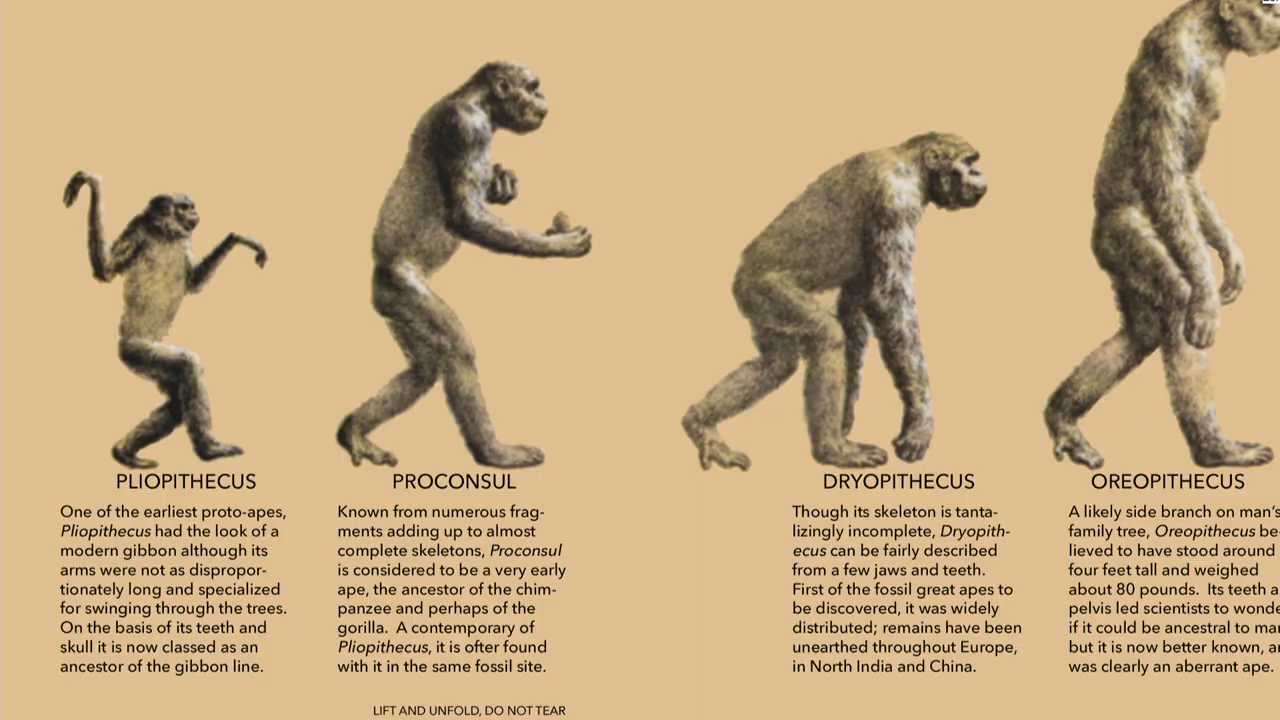 PLIOPITHECUS
One of the earliest proto-apes,
Pliopithecus had the look of a
modern gibbon although its
arms were not as dispropor-
tionately long and specialized
for swinging through the trees.
On the basis of its teeth and
skull it is now classed as an
ancestor of the gibbon line.
PROCONSUL
Known from numerous frag-
ments adding up to almost
complete skeletons, Proconsul
is considered to be a very early
ape, the ancestor of the chim-
panzee and perhaps of the
gorilla. A contemporary of
Pliopithecus, it is ofter found
with it in the same fossil site.
LIFT AND UNFOLD, DO NOT TEAR
DRYOPITHECUS
Though its skeleton is tanta-
lizingly incomplete, Dryopith-
ecus can be fairly described
from a few jaws and teeth.
First of the fossil great apes to
be discovered, it was widely
distributed; remains have been
unearthed throughout Europe,
in North India and China.
OREOPITHECUS
A likely side branch on man's
family tree, Oreopithecus be-
lieved to have stood around
four feet tall and weighed
about 80 pounds. Its teeth a
pelvis led scientists to wonde
if it could be ancestral to ma
but it is now better known, a
was clearly an aberrant ape.